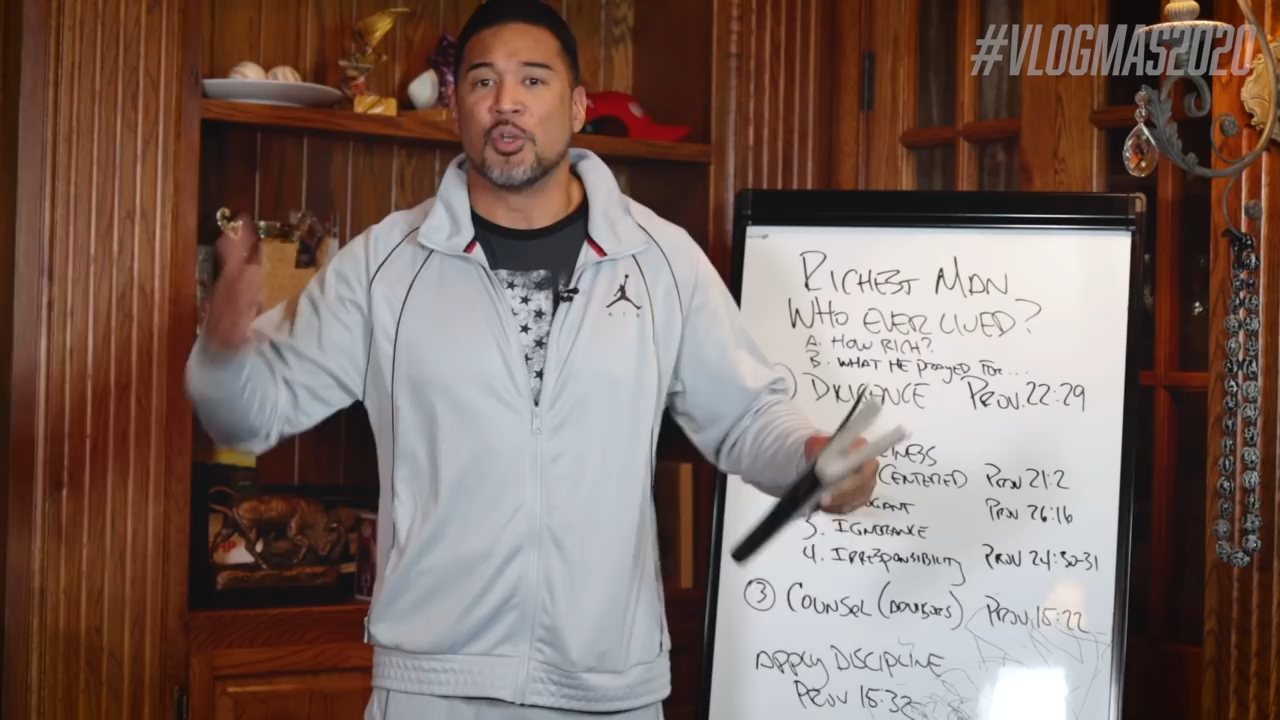 #VLOGMAS2020
RICHEST MAN
WHO EVER LIVED?
A. HOW RICH?
B. WHAT HE PRAYED FOR...
PROV. 22:29
CENTERED PROV 21:2
PROV 26:16
3. IGNORANCE
4. IRRESPONSIBILITY PROV 24:30-31
③ COUNSEL (ADVISORS) PROV 15:22
APPLY DISCIPLINE
PROV 15:32
AIR